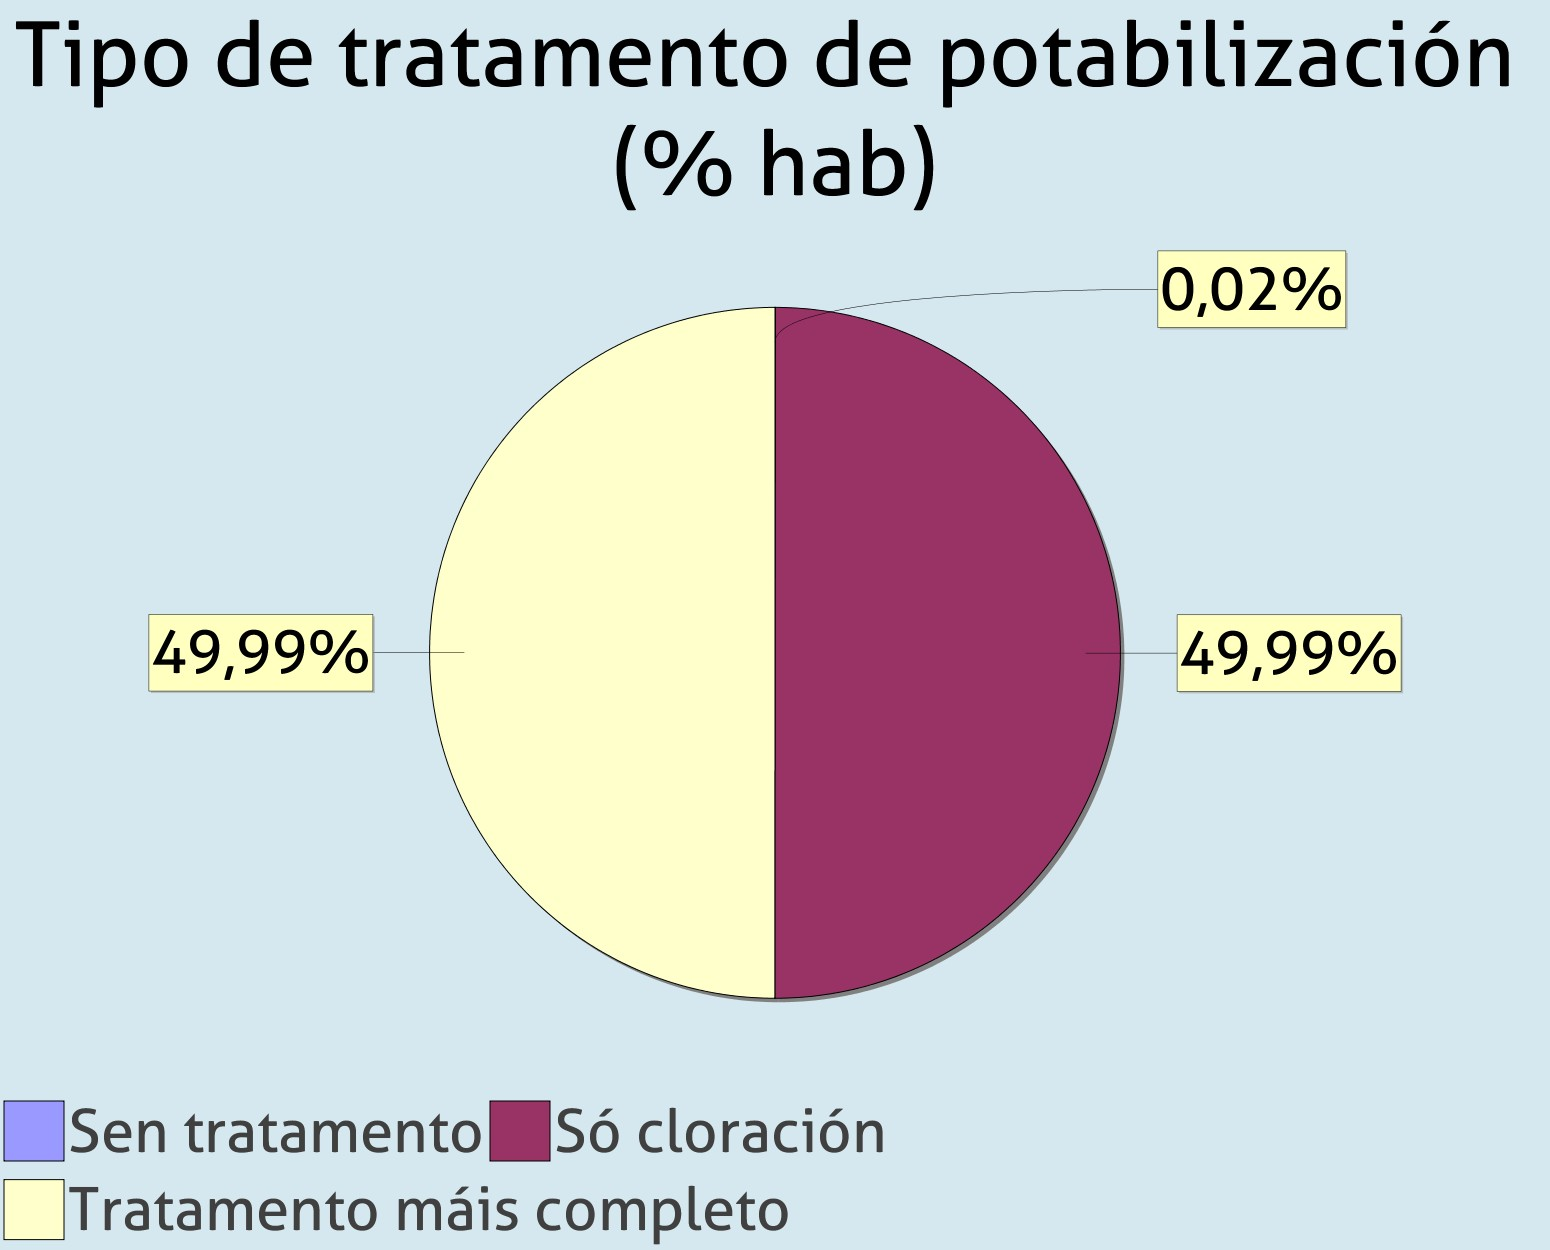 Tipo de tratamento de potabilización
(% hab)
0,02%
49,99%
49,99%
Sen tratamento
Só cloración
Tratamento máis completo